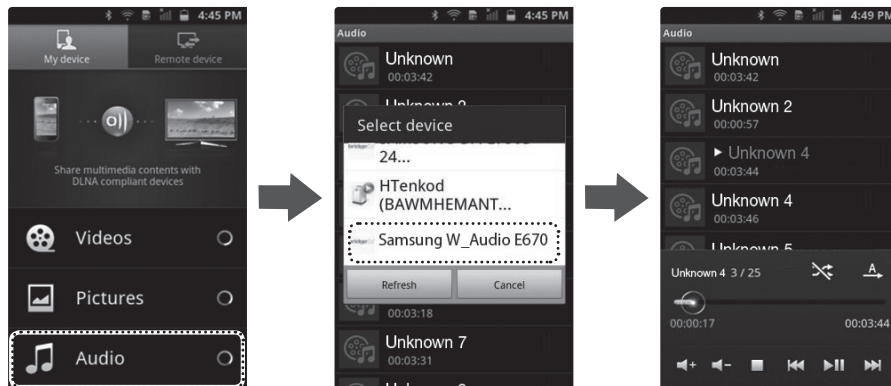 4:45 PM
My device
Remote device
Share multimedia contents with
DLNA compliant devices
Videos
Pictures
Audio
4:45 PM
Audio
Unknown
00:03:42
Select device
24...
HTenkod
(BAWMHEMANT...
Samsung W_Audio E670
Refresh
Cancel
00:03:18
Unknown 7
00:03:31
4:49 PM
Audio
Unknown
00:03:42
Unknown 2
00:00:57
Unknown 4
00:03:44
Unknown 4
00:03:46
Unknown 5
Unknown 4 3 / 25
A
00:00:17
00:03:44